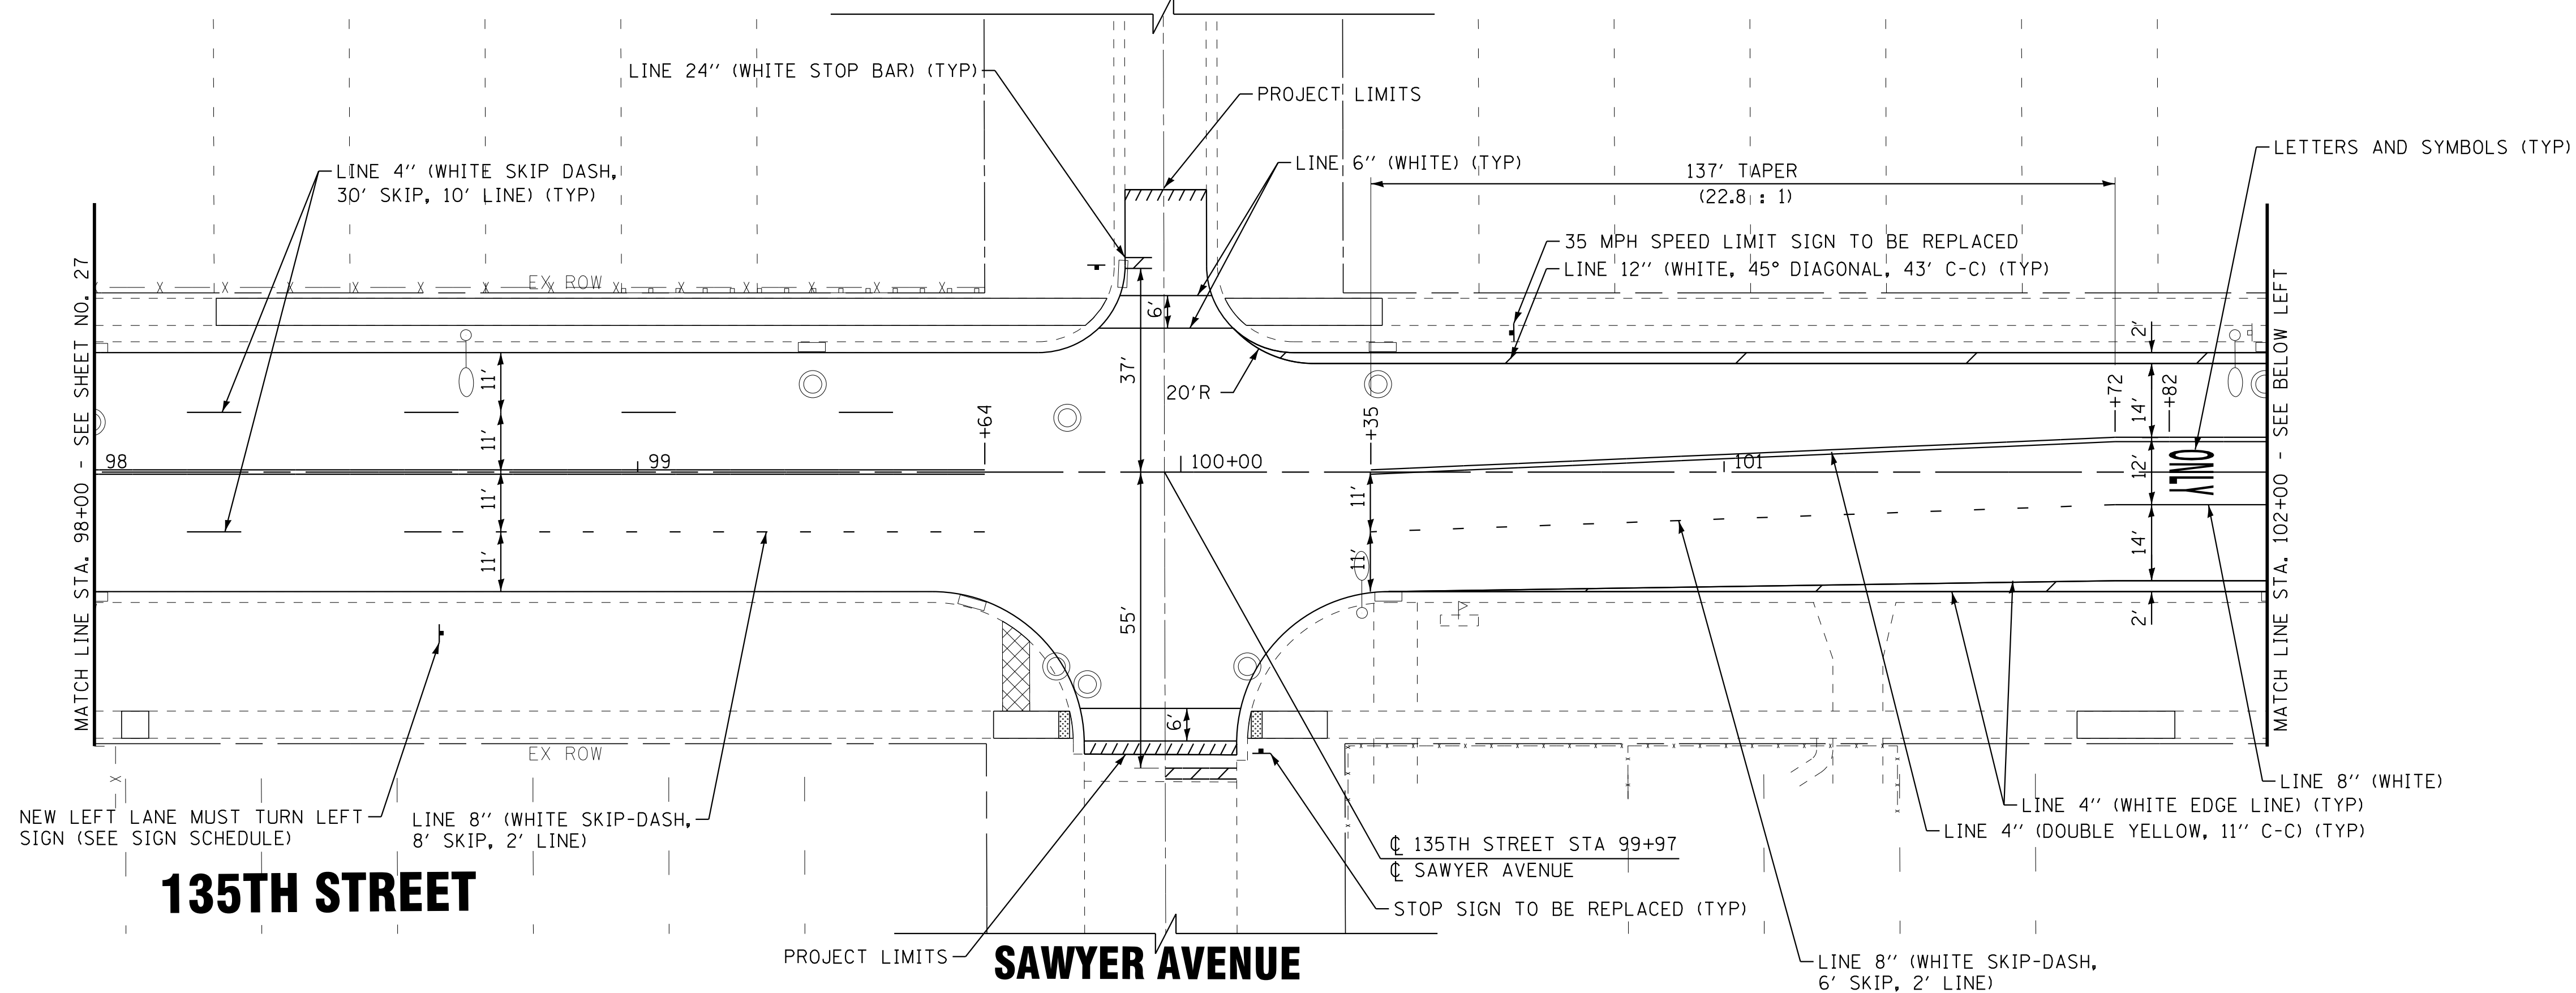 LINE 24'' (WHITE STOP BAR) (TYP)
PROJECT LIMITS
LINE 6'' (WHITE) (TYP)
LETTERS AND SYMBOLS (TYP)
LINE 4'' (WHITE SKIP DASH,
30' SKIP, 10' LINE) (TYP)
137' TAPER
(22.8 : 1)
35 MPH SPEED LIMIT SIGN TO BE REPLACED
LINE 12'' (WHITE, 45° DIAGONAL, 43' C-C) (TYP)
MATCH LINE STA. 98+00 - SEE SHEET NO. 27
EX ROW
6'
37'
20'R
2'
11'
11'
11'
11'
+64
+35
+72
+82
14'
12'
14'
2'
98
99
100+00
101
ONLY
11'
11'
55'
6'
MATCH LINE STA. 102+00 - SEE BELOW LEFT
EX ROW
NEW LEFT LANE MUST TURN LEFT
SIGN (SEE SIGN SCHEDULE)
LINE 8'' (WHITE SKIP-DASH,
8' SKIP, 2' LINE)
LINE 8'' (WHITE)
LINE 4'' (WHITE EDGE LINE) (TYP)
LINE 4'' (DOUBLE YELLOW, 11'' C-C) (TYP)
℄ 135TH STREET STA 99+97
℄ SAWYER AVENUE
STOP SIGN TO BE REPLACED (TYP)
135TH STREET
PROJECT LIMITS
SAWYER AVENUE
LINE 8'' (WHITE SKIP-DASH,
6' SKIP, 2' LINE)